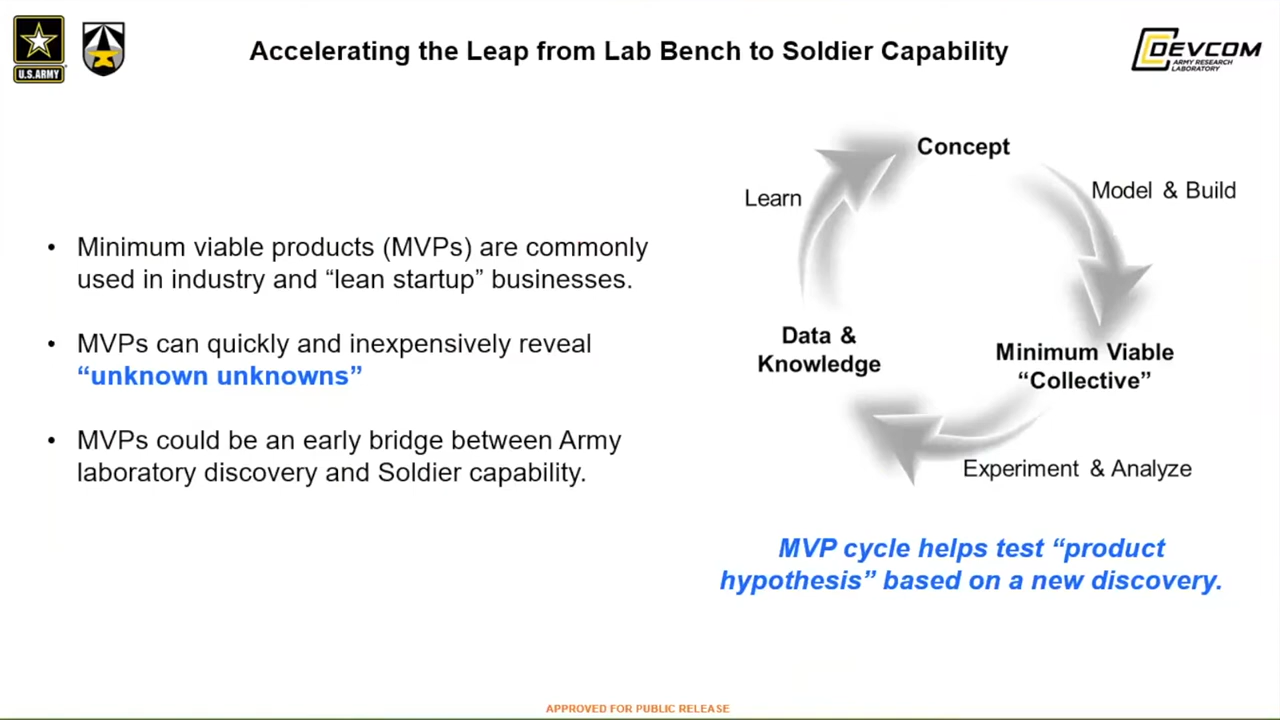 U.S.ARMY
Accelerating the Leap from Lab Bench to Soldier Capability
DEVCOM
ARMY RESEARCH
LABORATORY
• Minimum viable products (MVPs) are commonly
used in industry and “lean startup” businesses.
• MVPs can quickly and inexpensively reveal
“unknown unknowns”
• MVPs could be an early bridge between Army
laboratory discovery and Soldier capability.
Concept
Model & Build
Minimum Viable
“Collective”
Experiment & Analyze
Data &
Knowledge
Learn
MVP cycle helps test “product
hypothesis” based on a new discovery.
APPROVED FOR PUBLIC RELEASE